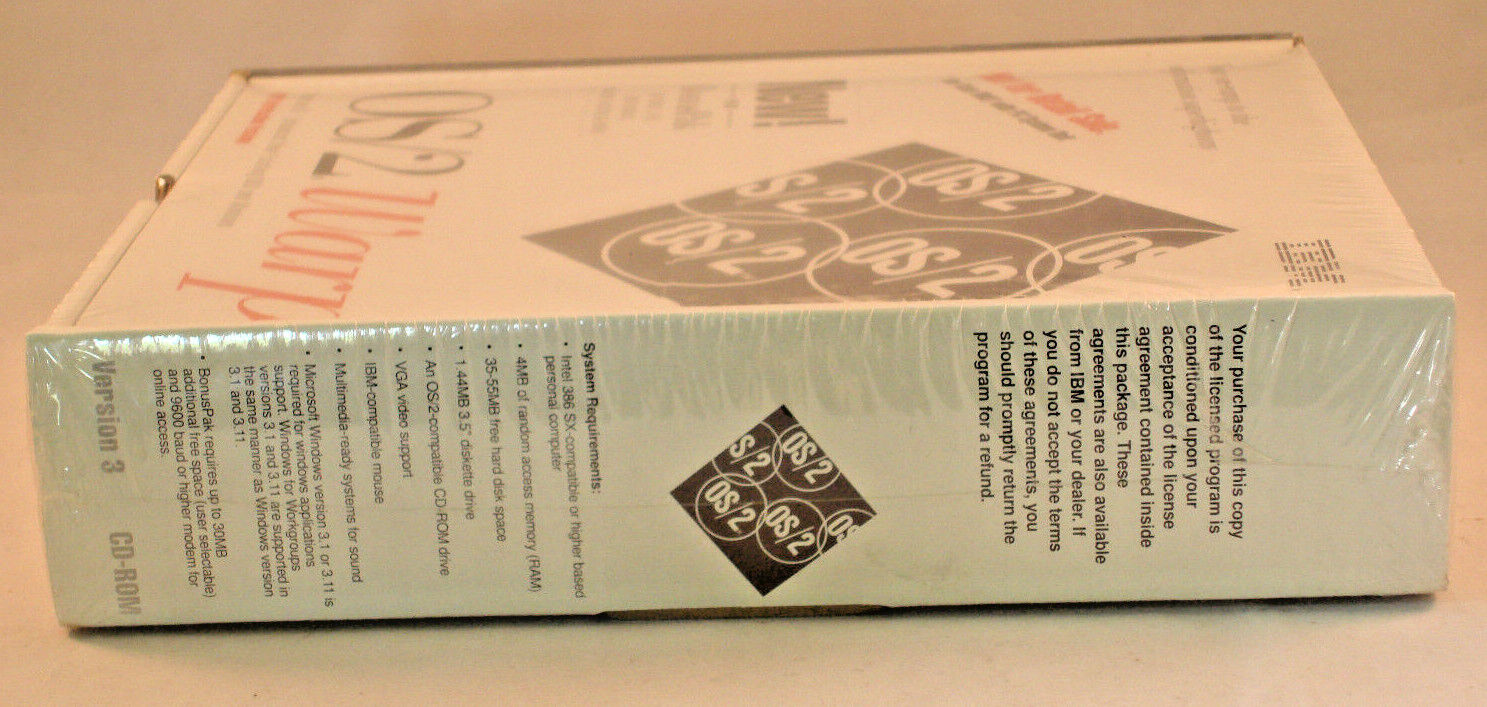 Your purchase of this copy
of the licensed program is
conditioned upon your
acceptance of the license
agreement contained inside
this package. These
agreements are also available
from IBM or your dealer. If
you do not accept the terms
of these agreements, you
should promptly return the
program for a refund.
OS/2
OS/2
S/2
OS/2
OS
System Requirements:
• Intel 386 SX-compatible or higher based
personal computer
• 4MB of random access memory (RAM)
• 35-55MB free hard disk space
• 1.44MB 3.5" diskette drive
• An OS/2-compatible CD-ROM drive
• VGA video support
• IBM-compatible mouse
• Multimedia-ready systems for sound
• Microsoft Windows version 3.1 or 3.11 is
required for windows applications
support. Windows for Workgroups
versions 3.1 and 3.11 are supported in
the same manner as Windows version
3.1 and 3.11.
• BonusPak requires up to 30MB
additional free space (user selectable)
and 9600 baud or higher modem for
online access.
Version 3 CD-ROM
IBM
OS/2
S/2
OS/2
OS/2
OS
New!
OS/2 Warp